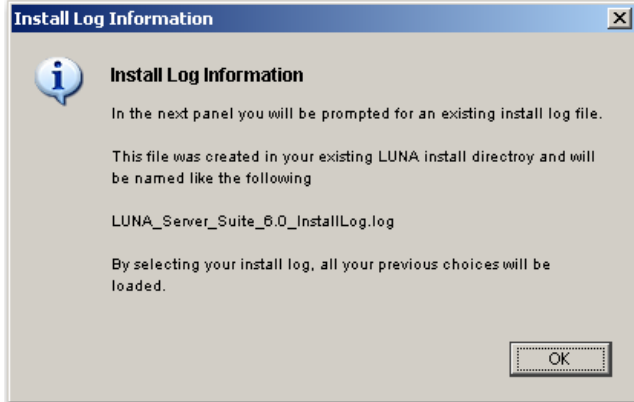 Install Log Information
Install Log Information
In the next panel you will be prompted for an existing install log file.
This file was created in your existing LUNA install directroy and will
be named like the following
LUNA_Server_Suite_6.0_InstallLog.log
By selecting your install log, all your previous choices will be
loaded.
OK